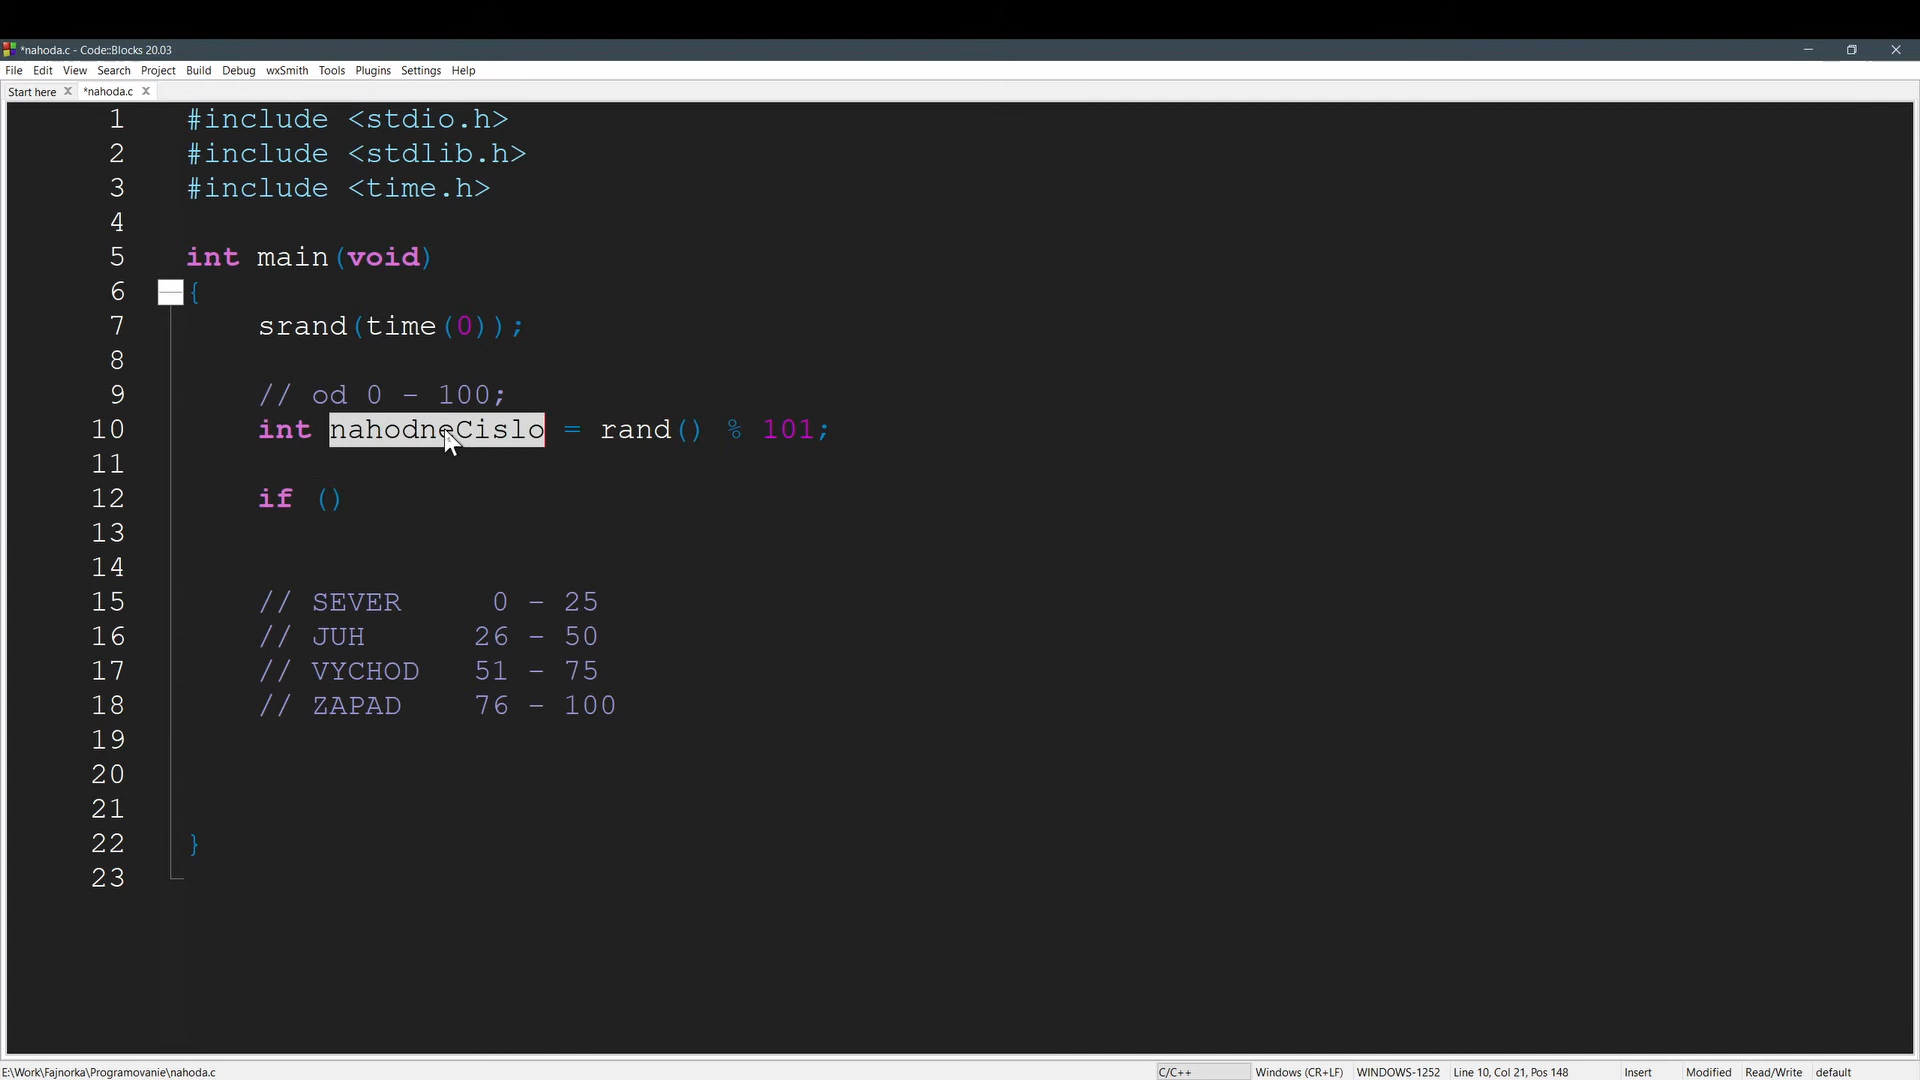 *nahoda.c - Code::Blocks 20.03
File Edit View Search Project Build Debug wxSmith Tools Plugins Settings Help
Start here *nahoda.c
1 #include <stdio.h>
2 #include <stdlib.h>
3 #include <time.h>
4
5 int main(void)
6 {
7 srand(time(0));
8
9 // od 0 - 100;
10 int nahodneCislo = rand() % 101;
11
12 if ()
13
14
15 // SEVER 0 - 25
16 // JUH 26 - 50
17 // VYCHOD 51 - 75
18 // ZAPAD 76 - 100
19
20
21
22 }
23
E:\Work\Fajnorka\Programovanie\nahoda.c C/C++ Windows (CR+LF) WINDOWS-1252 Line 10, Col 21, Pos 148 Insert Modified Read/Write default